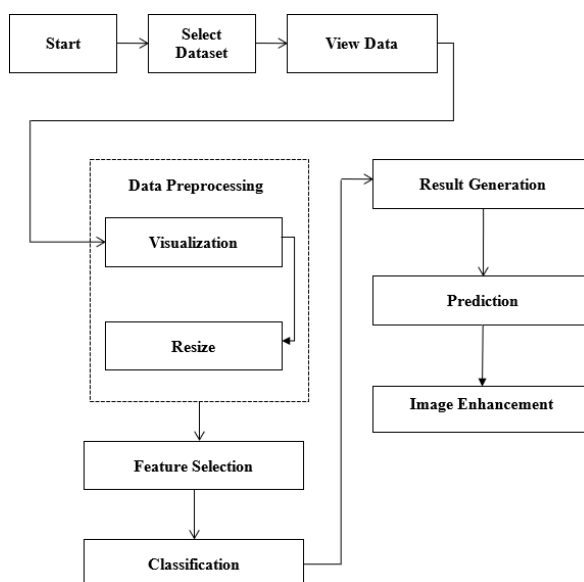 Start
Select
Dataset
View Data
Data Preprocessing
Visualization
Resize
Feature Selection
Classification
Result Generation
Prediction
Image Enhancement